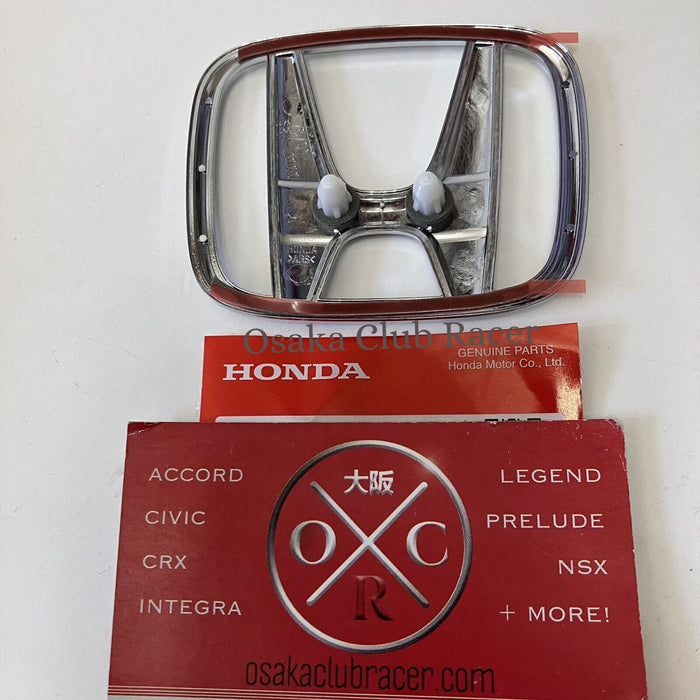 HONDA
>ABS<
Osaka Club Racer
GENUINE PARTS
HONDA
Honda Motor Co., Ltd.
ACCORD
LEGEND
大阪
CIVIC
PRELUDE
O C
CRX
NSX
R
INTEGRA
+ MORE!
osakaclubracer.com